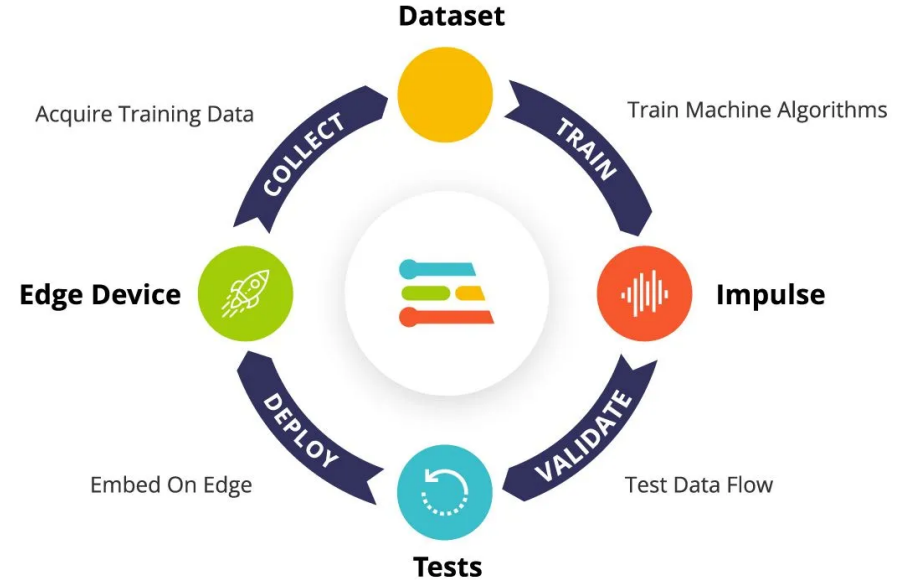 Dataset
Acquire Training Data
COLLECT
TRAIN
Train Machine Algorithms
Edge Device
Impulse
DEPLOY
VALIDATE
Embed On Edge
Test Data Flow
Tests